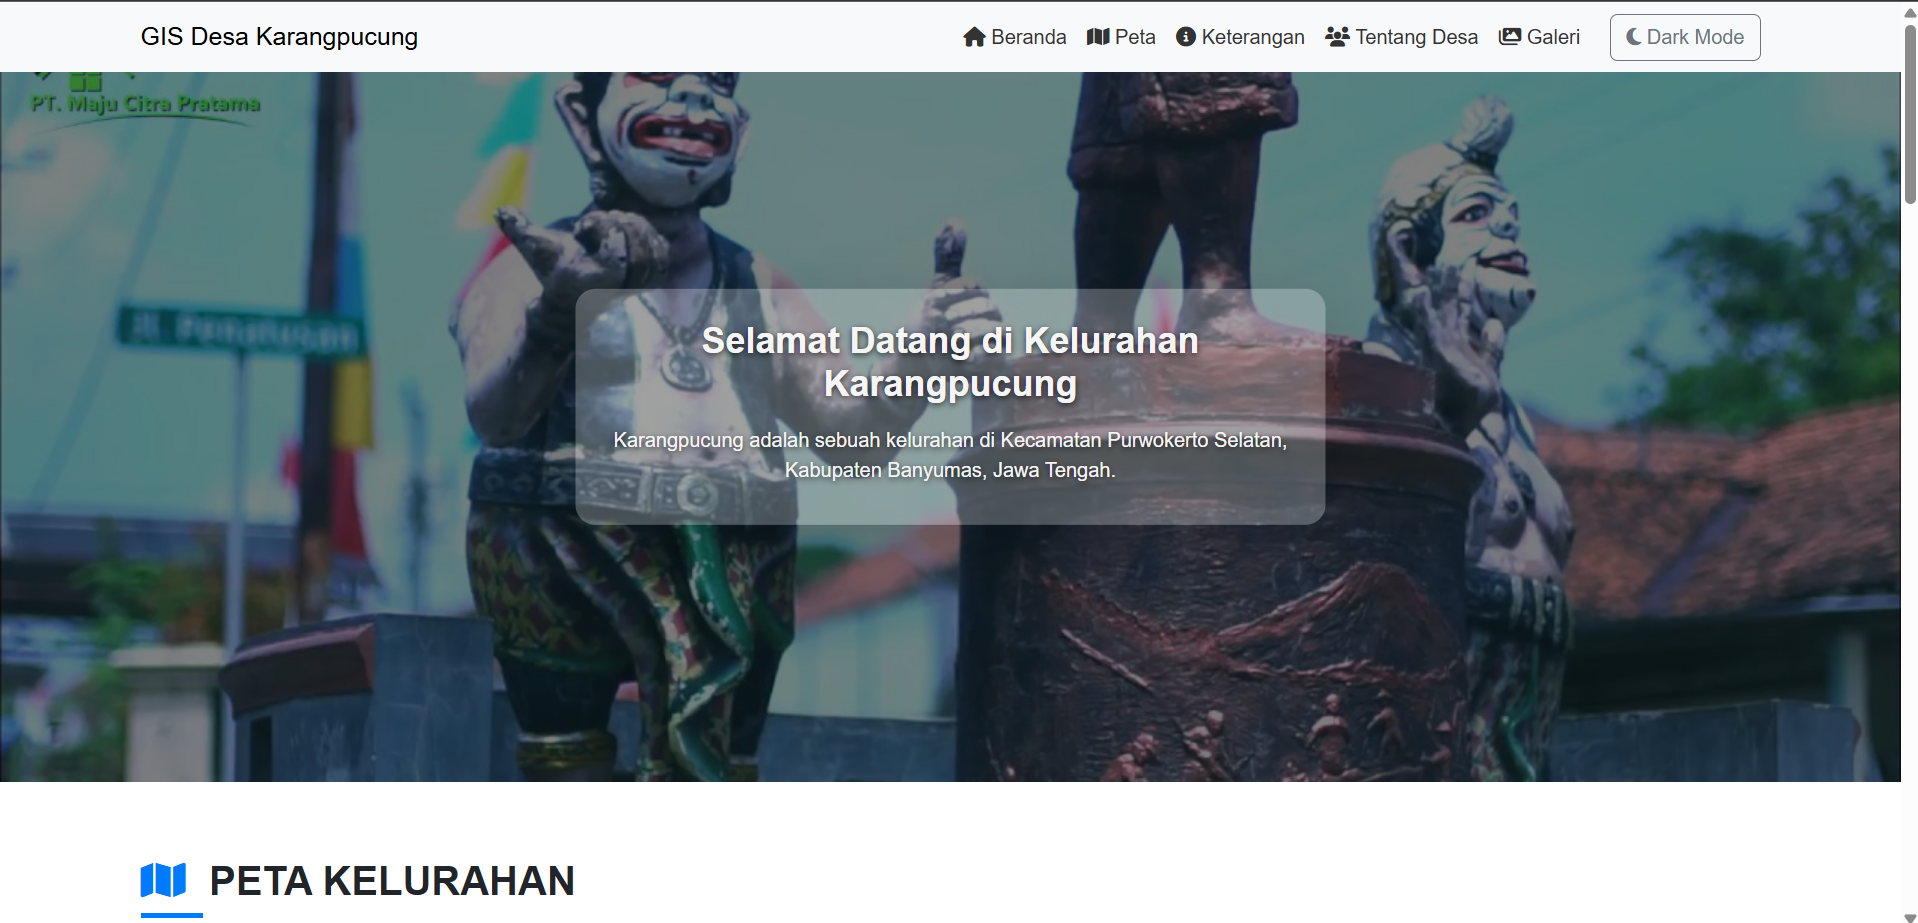 GIS Desa Karangpucung
Beranda Peta Keterangan Tentang Desa Galeri Dark Mode
PT. Maju Citra Pratama
Jl. Penatusan
Selamat Datang di Kelurahan
Karangpucung
Karangpucung adalah sebuah kelurahan di Kecamatan Purwokerto Selatan,
Kabupaten Banyumas, Jawa Tengah.
PETA KELURAHAN